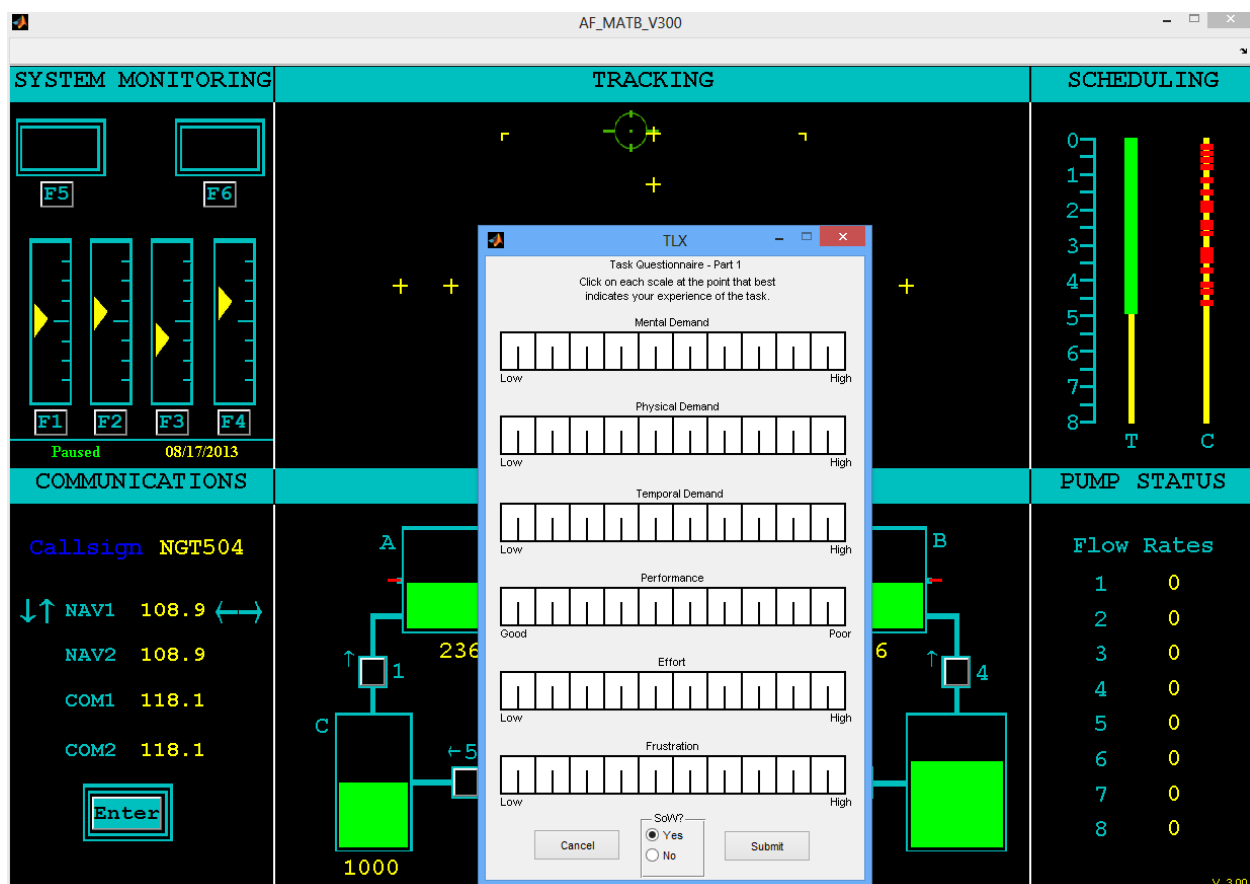 AF_MATB_V300
SYSTEM MONITORING
TRACKING
SCHEDULING
F5
F6
F1
F2
F3
F4
Paused
08/17/2013
0
1
2
3
4
5
6
7
8
T
C
TLX
Task Questionnaire - Part 1
Click on each scale at the point that best
indicates your experience of the task.
Mental Demand
Low
High
Physical Demand
Low
High
Temporal Demand
Low
High
Performance
Good
Poor
Effort
Low
High
Frustration
Low
High
SoW?
Yes
No
Cancel
Submit
COMMUNICATIONS
Callsign NGT504
↓↑ NAV1 108.9 ←→
NAV2 108.9
COM1 118.1
COM2 118.1
Enter
A
B
236
6
↑ 1
↑ 4
C
←5
1000
PUMP STATUS
Flow Rates
1 0
2 0
3 0
4 0
5 0
6 0
7 0
8 0
V 3.00